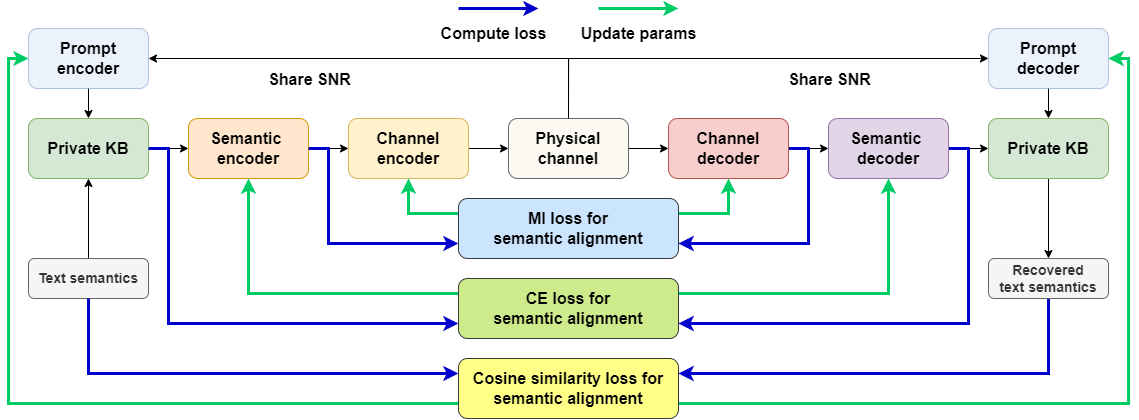 Compute loss
Update params
Prompt
encoder
Prompt
decoder
Share SNR
Share SNR
Private KB
Semantic
encoder
Channel
encoder
Physical
channel
Channel
decoder
Semantic
decoder
Private KB
MI loss for
semantic alignment
Text semantics
Recovered
text semantics
CE loss for
semantic alignment
Cosine similarity loss for
semantic alignment